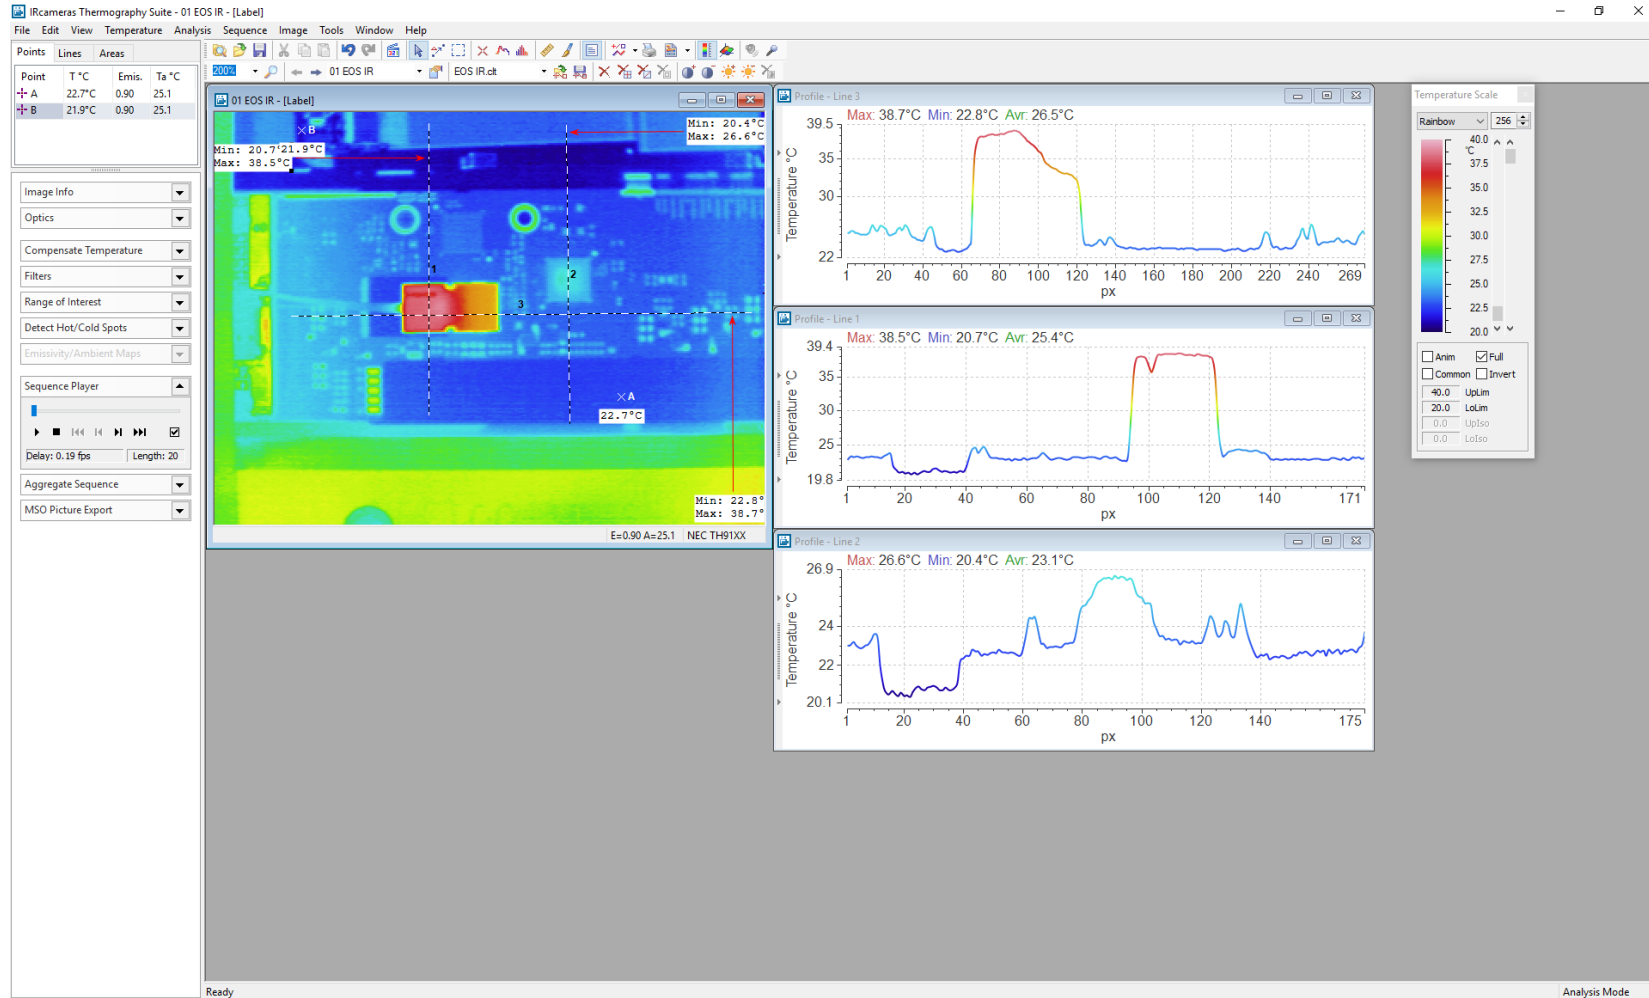 IRcameras Thermography Suite - 01 EOS IR - [Label]
File Edit View Temperature Analysis Sequence Image Tools Window Help
Points Lines Areas
Point T °C Emis. Ta °C
A 22.7°C 0.90 25.1
B 21.9°C 0.90 25.1
Image Info
Optics
Compensate Temperature
Filters
Range of Interest
Detect Hot/Cold Spots
Emissivity/Ambient Maps
Sequence Player
Delay: 0.19 fps Length: 20
Aggregate Sequence
MSO Picture Export
200% 01 EOS IR EOS IR.clt
01 EOS IR - [Label]
B
Min: 20.7 21.9°C
Max: 38.5°C
Min: 20.4°C
Max: 26.6°C
1
2
3
A
22.7°C
Min: 22.8°
Max: 38.7°
E=0.90 A=25.1 NEC TH91XX
Profile - Line 3
Max: 38.7°C Min: 22.8°C Avr: 26.5°C
39.5
35
30
22
Temperature °C
1 20 40 60 80 100 120 140 160 180 200 220 240 269
px
Profile - Line 1
Max: 38.5°C Min: 20.7°C Avr: 25.4°C
39.4
35
30
25
19.8
Temperature °C
1 20 40 60 80 100 120 140 171
px
Profile - Line 2
Max: 26.6°C Min: 20.4°C Avr: 23.1°C
26.9
24
22
20.1
Temperature °C
1 20 40 60 80 100 120 140 175
px
Temperature Scale
Rainbow 256
40.0
°C
37.5
35.0
32.5
30.0
27.5
25.0
22.5
20.0
Anim Full
Common Invert
40.0 UpLim
20.0 LoLim
0.0 UpIso
0.0 LoIso
Ready
Analysis Mode